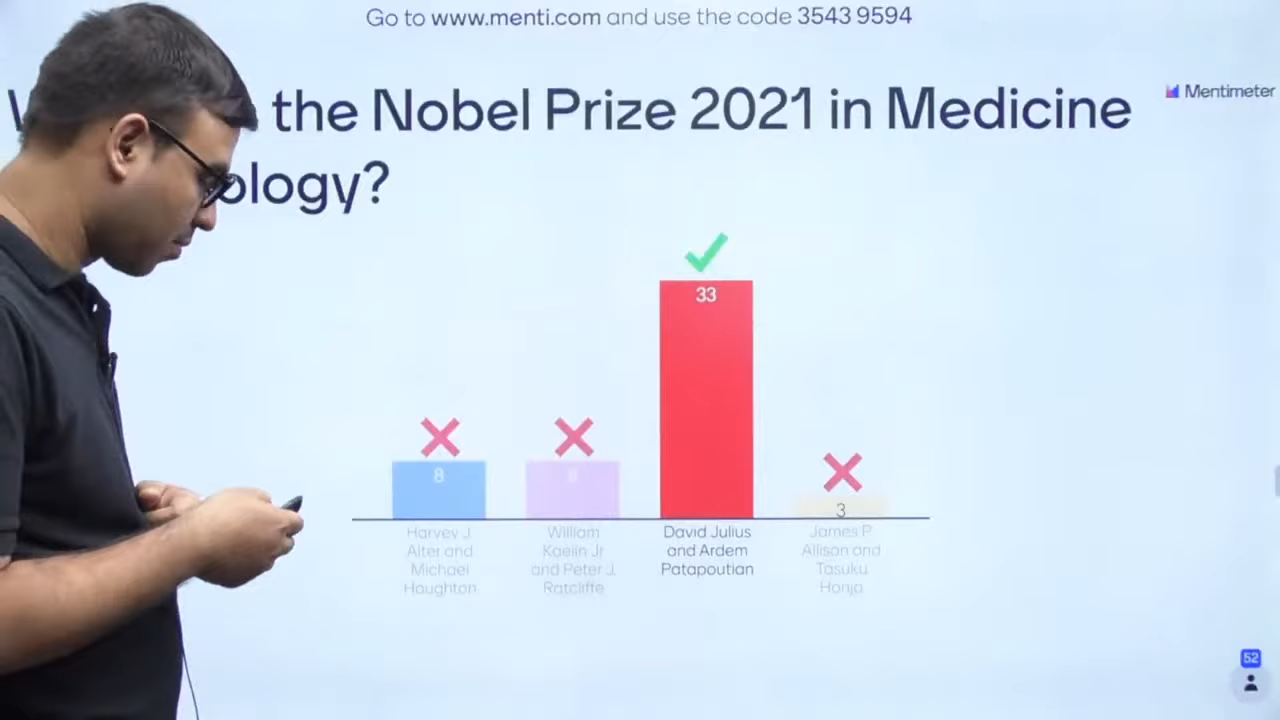 Go to www.menti.com and use the code 3543 9594
the Nobel Prize 2021 in Medicine
Mentimeter
ology?
33
8
8
3
Harvey J.
Alter and
Michael
Houghton
William
Kaelin Jr
and Peter J.
Ratcliffe
David Julius
and Ardem
Patapoutian
James P.
Allison and
Tasuku
Honjo
52